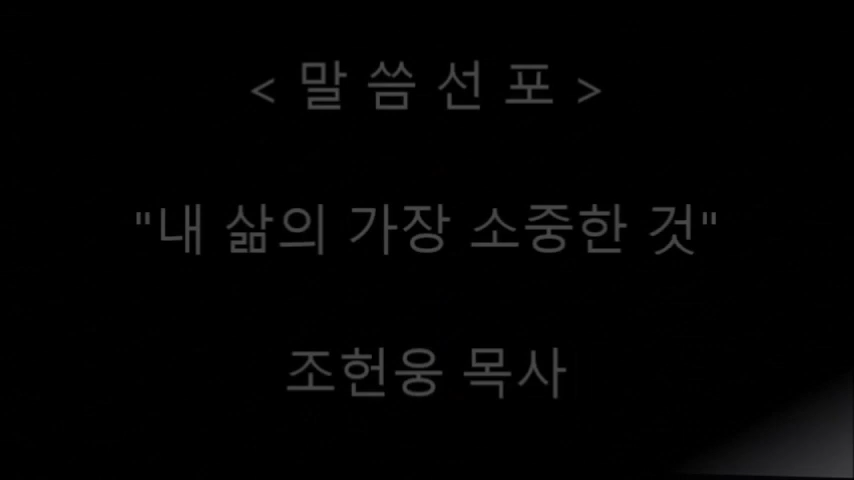 < 말 씀 선 포 >
"내 삶의 가장 소중한 것"
조헌웅 목사